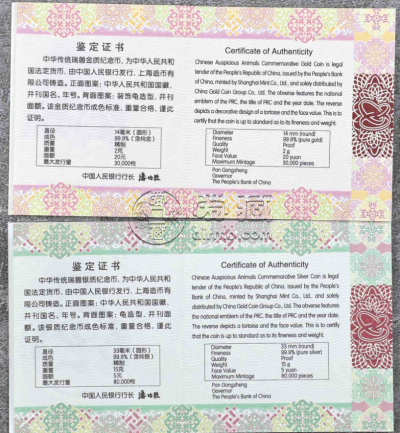 鉴定证书
中华传统瑞兽金质纪念币，为中华人民共和
国法定货币，由中国人民银行发行，上海造币有
限公司铸造。正面图案：中华人民共和国国徽，
并刊国名、年号。背面图案：装饰龟造型，并刊
面额。该金质纪念币成色标准，重量合格，谨此
证明。
直径 14毫米（圆形）
成色 99.9%（含纯金）
质量 精制
重量 2克
面额 20元
最大发行量 30,000枚
中国人民银行行长 潘功胜
Certificate of Authenticity
Chinese Auspicious Animals Commemorative Gold Coin is legal
tender of the People's Bank of China, issued by the People's Bank
of China, minted by Shanghai Mint Co., Ltd., and solely distributed by
China Gold Coin Group Co., Ltd. The obverse features the national
emblem of the PRC, the title of PRC and the year date. The reverse
depicts a decorative design of a tortoise and the face value. This is to
certify that the coin is up to standard as to its fineness and weight.
Diameter 14 mm (round)
Fineness 99.9% (pure gold)
Quality Proof
Weight 2 g
Face Value 20 yuan
Maximum Mintage 30,000 pieces
Pan Gongsheng
Governor
The People's Bank of China
爱藏
鉴定证书
中华传统瑞兽银质纪念币，为中华人民共和
国法定货币，由中国人民银行发行，上海造币有
限公司铸造。正面图案：中华人民共和国国徽，
并刊国名、年号。背面图案：龟造型，并刊面
额。该银质纪念币成色标准，重量合格，谨此证
明。
直径 33毫米（圆形）
成色 99.9%（含纯银）
质量 精制
重量 15克
面额 5元
最大发行量 80,000枚
中国人民银行行长 潘功胜
Certificate of Authenticity
Chinese Auspicious Animals Commemorative Silver Coin is legal
tender of the People's Bank of China, issued by the People's
Bank of China, minted by Shanghai Mint Co., Ltd., and solely
distributed by China Gold Coin Group Co., Ltd. The obverse features the
national emblem of the PRC, the title of PRC and the year date.
The reverse depicts a tortoise and the face value. This is to certify
that the coin is up to standard as to its fineness and weight.
Diameter 33 mm (round)
Fineness 99.9% (pure silver)
Quality Proof
Weight 15 g
Face Value 5 yuan
Maximum Mintage 80,000 pieces
Pan Gongsheng
Governor
The People's Bank of China